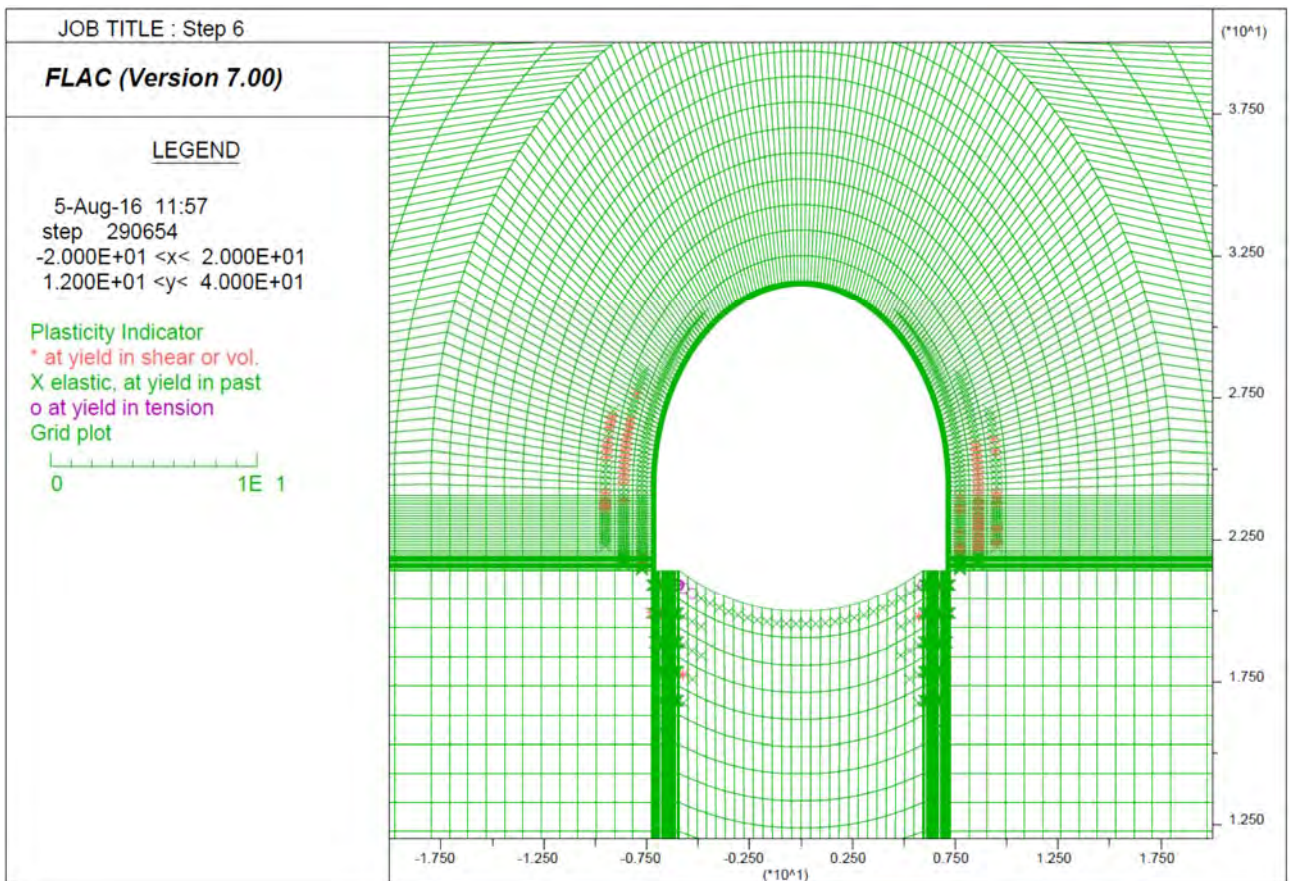 JOB TITLE : Step 6
FLAC (Version 7.00)
LEGEND
5-Aug-16 11:57
step 290654
-2.000E+01 <x< 2.000E+01
1.200E+01 <y< 4.000E+01
Plasticity Indicator
* at yield in shear or vol.
X elastic, at yield in past
o at yield in tension
Grid plot
0 1E 1
(*10^1)
3.750
3.250
2.750
2.250
1.750
1.250
-1.750 -1.250 -0.750 -0.250 0.250 0.750 1.250 1.750
(*10^1)